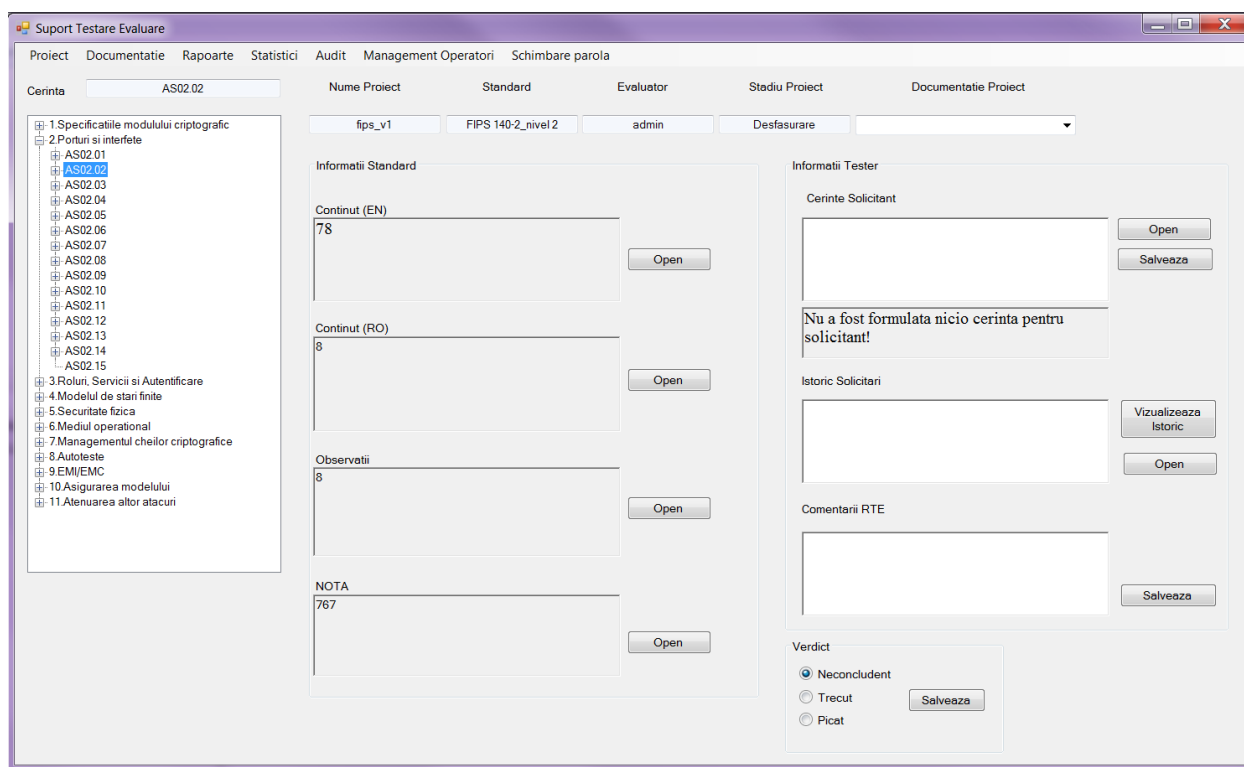 Suport Testare Evaluare
Proiect Documentatie Rapoarte Statistici Audit Management Operatori Schimbare parola
Cerinta AS02.02
Nume Proiect Standard Evaluator Stadiu Proiect Documentatie Proiect
fips_v1 FIPS 140-2_nivel 2 admin Desfasurare
1.Specificatiile modulului criptografic
2.Porturi si interfete
AS02.01
AS02.02
AS02.03
AS02.04
AS02.05
AS02.06
AS02.07
AS02.08
AS02.09
AS02.10
AS02.11
AS02.12
AS02.13
AS02.14
AS02.15
3.Roluri, Servicii si Autentificare
4.Modelul de stari finite
5.Securitate fizica
6.Mediul operational
7.Managementul cheilor criptografice
8.Autoteste
9.EMI/EMC
10.Asigurarea modelului
11.Atenuarea altor atacuri
Informatii Standard
Continut (EN)
78
Open
Continut (RO)
8
Open
Observatii
8
Open
NOTA
767
Open
Informatii Tester
Cerinte Solicitant
Open
Salveaza
Nu a fost formulata nicio cerinta pentru
solicitant!
Istoric Solicitari
Vizualizeaza
Istoric
Open
Comentarii RTE
Salveaza
Verdict
Neconcludent
Trecut
Salveaza
Picat